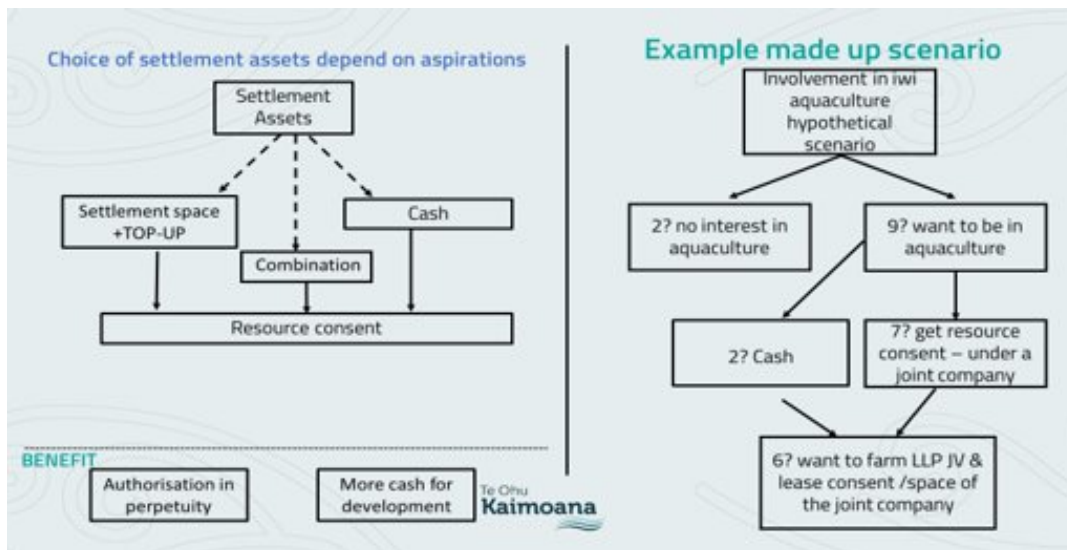 Choice of settlement assets depend on aspirations
Settlement
Assets
Settlement space
+TOP-UP
Cash
Combination
Resource consent
BENEFIT
Authorisation in
perpetuity
More cash for
development
Te Ohu
Kaimoana
Example made up scenario
Involvement in iwi
aquaculture
hypothetical
scenario
2? no interest in
aquaculture
9? want to be in
aquaculture
2? Cash
7? get resource
consent – under a
joint company
6? want to farm LLP JV &
lease consent /space of
the joint company